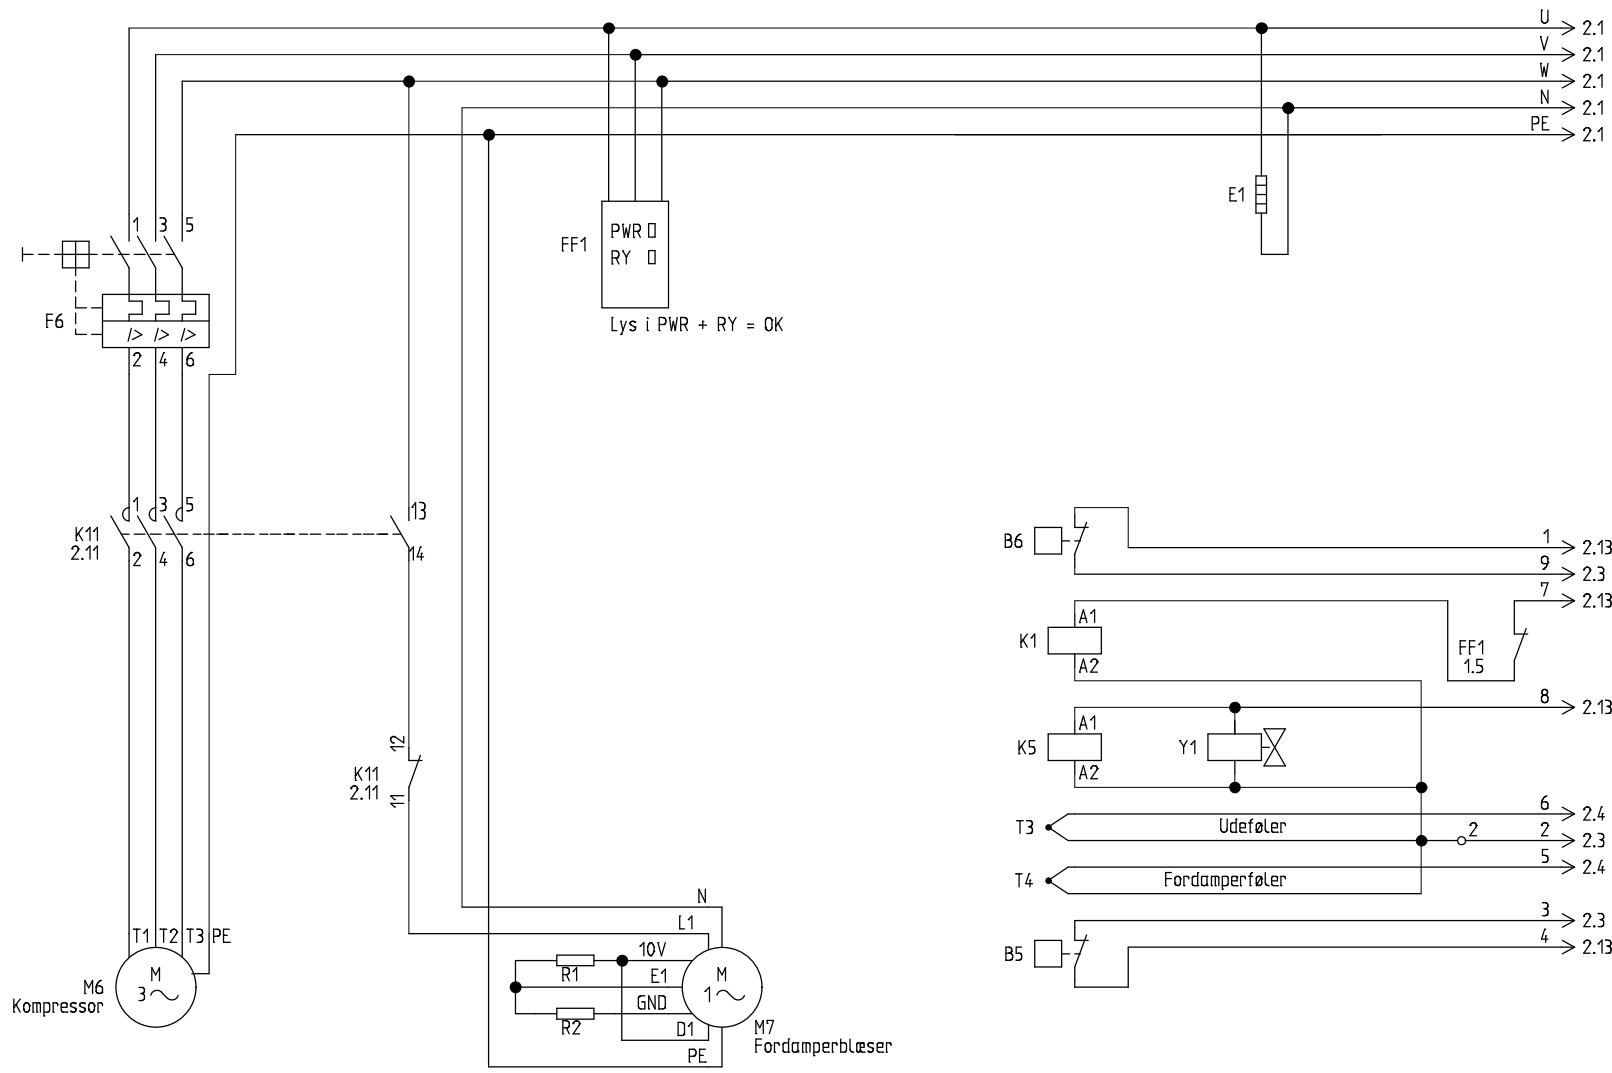 U 2.1
V 2.1
W 2.1
N 2.1
PE 2.1
E1
1 3 5
FF1
PWR
RY
F6
I> I> I>
Lys i PWR + RY = OK
2 4 6
1 3 5
13
K11
2.11
2 4 6
14
B6
1 2.13
9 2.3
7 2.13
A1
K1
A2
FF1
1.5
8 2.13
A1
K5
A2
Y1
12
K11
2.11
11
6 2.4
T3
Udeføler
2
2 2.3
5 2.4
T4
Fordamperføler
3 2.3
4 2.13
B5
N
L1
T1 T2 T3 PE
10V
R1
E1
GND
R2
D1
PE
M
3
M6
Kompressor
M
1
M7
Fordamperblæser